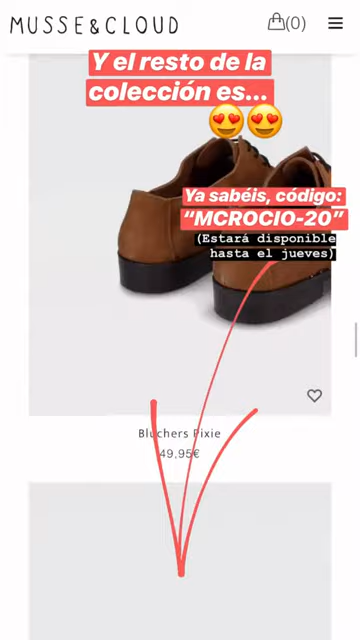 MUSSE&CLOUD
(0)
Y el resto de la
colección es...
😍😍
Ya sabéis, código:
“MCROCIO-20”
(Estará disponible
hasta el jueves)
Bluchers Pixie
49,95€